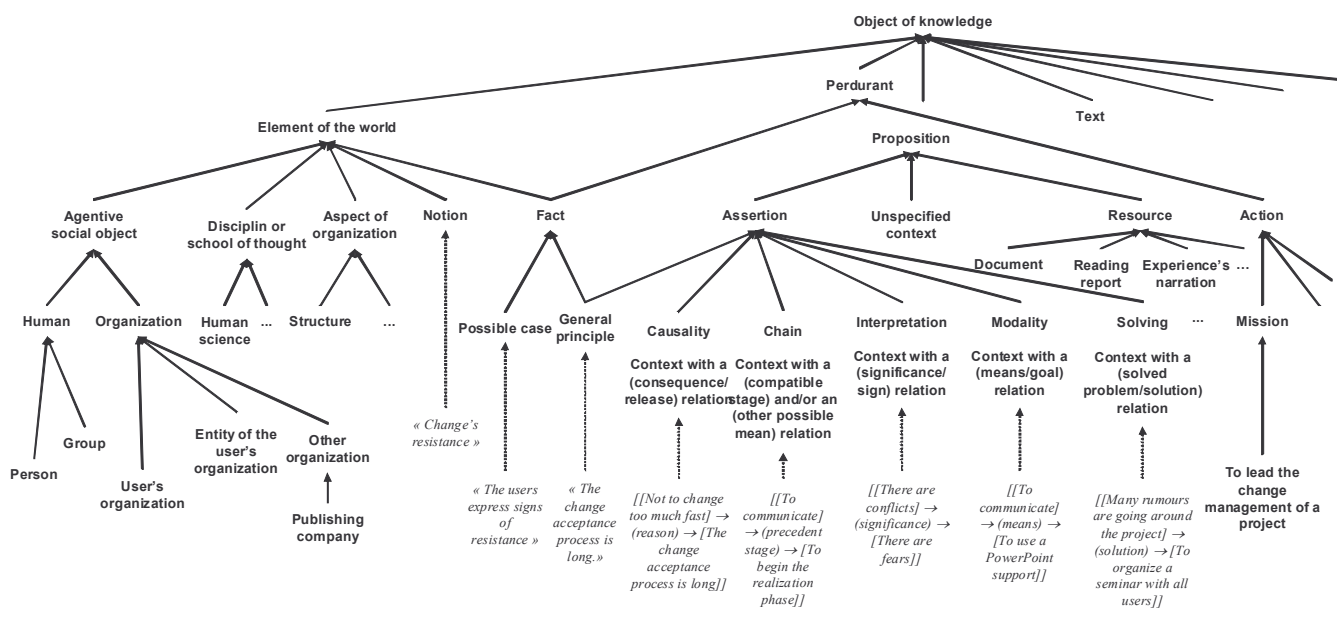 Object of knowledge
Perdurant
Text
Element of the world
Proposition
Agentive
social object
Disciplin or
school of thought
Aspect of
organization
Notion
Fact
Assertion
Unspecified
context
Resource
Action
Document
Reading
report
Experience's
narration
...
Human
Organization
Human
science
...
Structure
...
Possible case
General
principle
Causality
Chain
Interpretation
Modality
Solving
...
Mission
Context with a
(consequence/
release) relation
Context with a
(compatible
stage) and/or an
(other possible
mean) relation
Context with a
(significance/
sign) relation
Context with a
(means/goal)
relation
Context with a
(solved
problem/solution)
relation
Person
Group
User's
organization
Entity of the
user's
organization
Other
organization
Publishing
company
« Change's
resistance »
« The users
express signs
of
resistance »
« The
change
acceptance
process is
long.»
[[Not to change
too much fast] →
(reason) → [The
change
acceptance
process is long]]
[[To
communicate]
→ (precedent
stage) → [To
begin the
realization
phase]]
[[There are
conflicts] →
(significance) →
[There are
fears]]
[[To
communicate]
→ (means) →
[To use a
PowerPoint
support]]
[[Many rumours
are going around
the project] →
(solution) → [To
organize a
seminar with all
users]]
To lead the
change
management of a
project